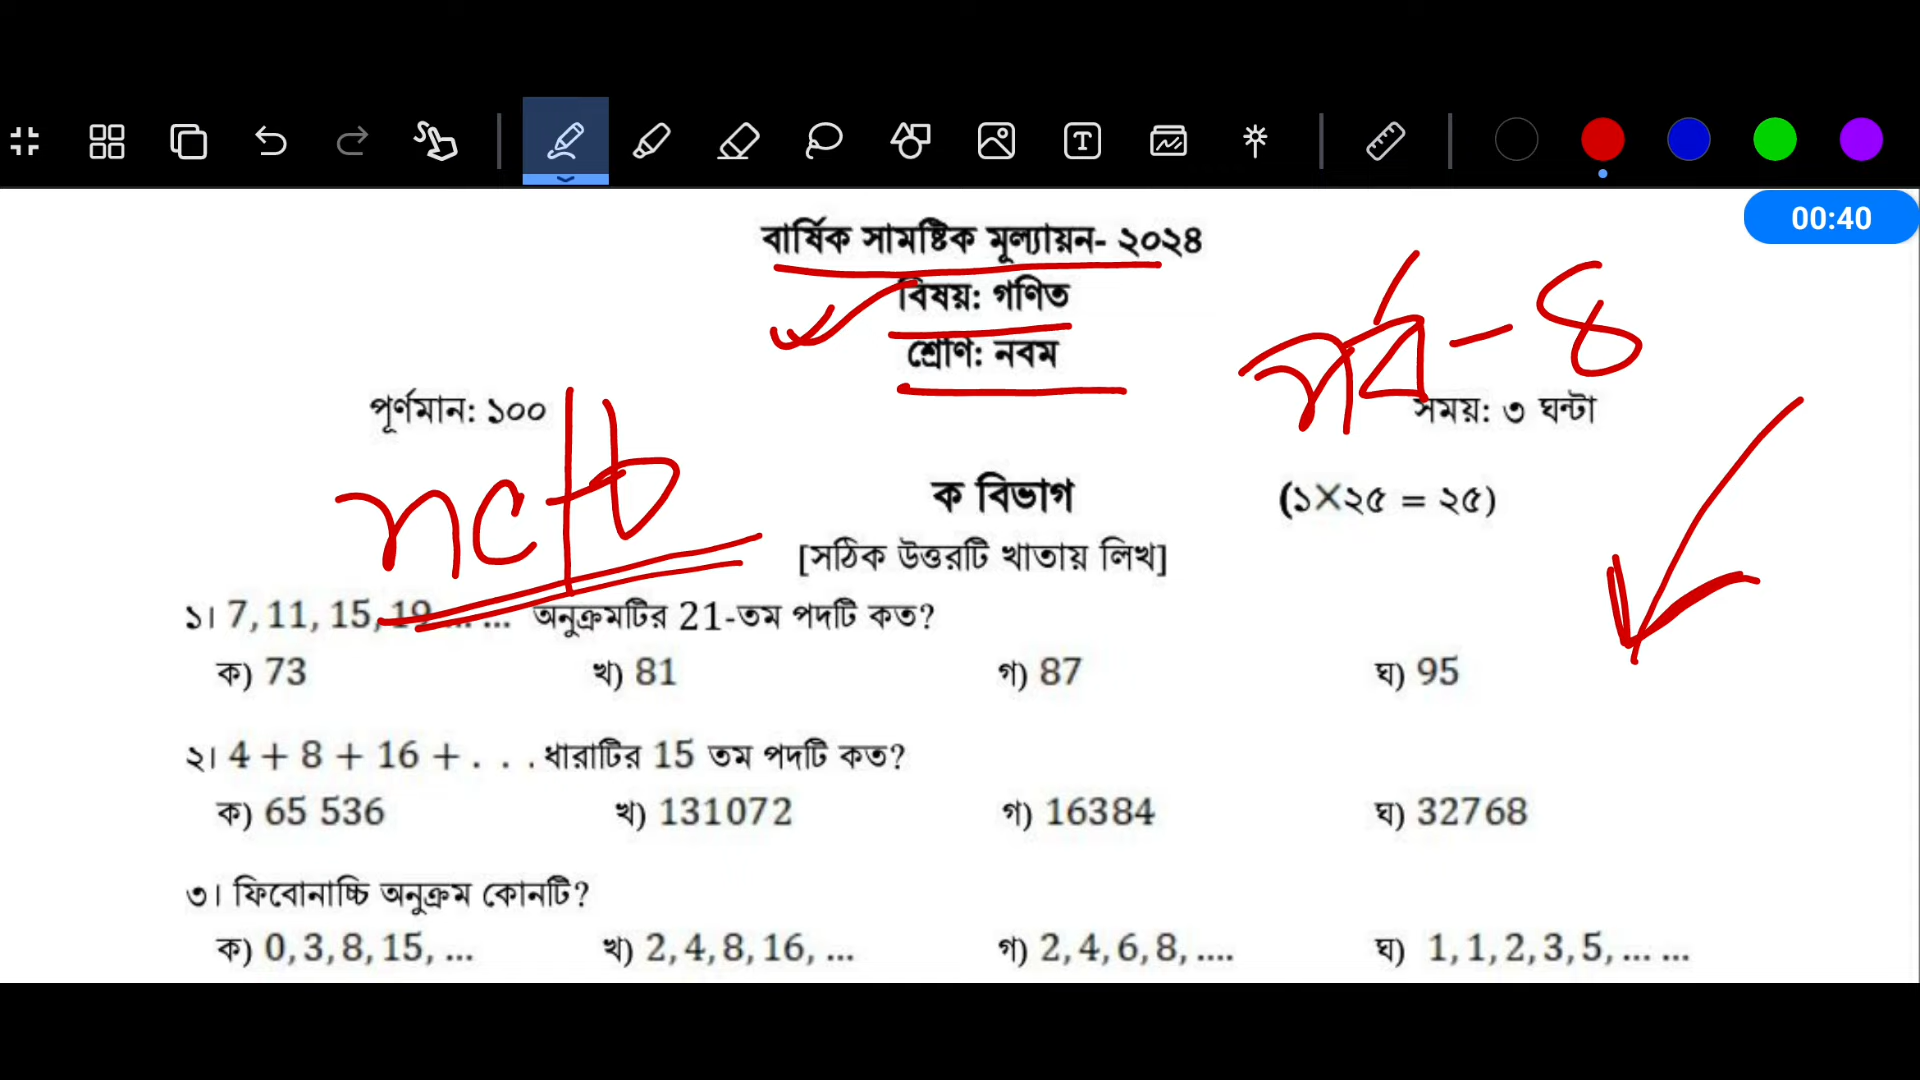 00:40
বার্ষিক সামষ্টিক মূল্যায়ন- ২০২৪
বিষয়: গণিত
শ্রেণি: নবম
পর্ব-৪
পূর্ণমান: ১০০
সময়: ৩ ঘন্টা
nctb
ক বিভাগ (১×২৫ = ২৫)
[সঠিক উত্তরটি খাতায় লিখ]
১। 7, 11, 15, 19 ... ... অনুক্রমটির 21-তম পদটি কত?
ক) 73 খ) 81 গ) 87 ঘ) 95
২। 4 + 8 + 16 + . . . ধারাটির 15 তম পদটি কত?
ক) 65 536 খ) 131072 গ) 16384 ঘ) 32768
৩। ফিবোনাচ্চি অনুক্রম কোনটি?
ক) 0, 3, 8, 15, ... খ) 2, 4, 8, 16, ... গ) 2, 4, 6, 8, .... ঘ) 1, 1, 2, 3, 5, ... ...